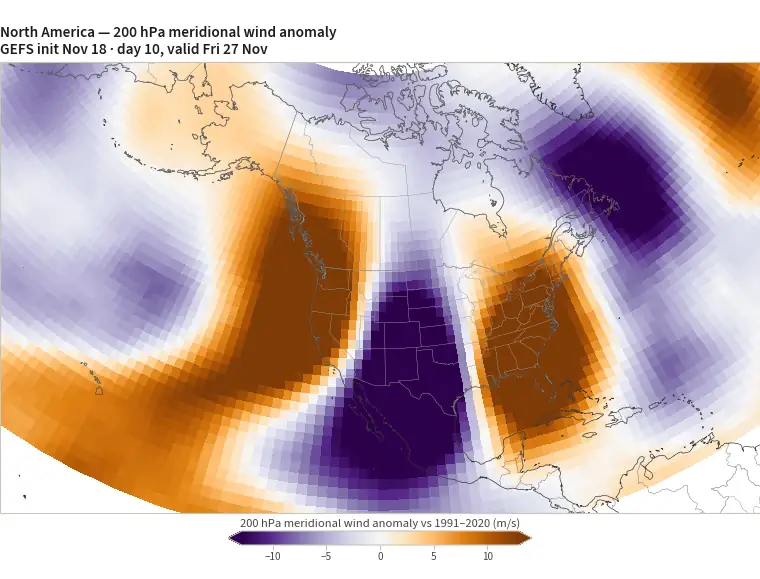 North America — 200 hPa meridional wind anomaly
GEFS init Nov 18 · day 10, valid Fri 27 Nov
200 hPa meridional wind anomaly vs 1991–2020 (m/s)
−10 −5 0 5 10